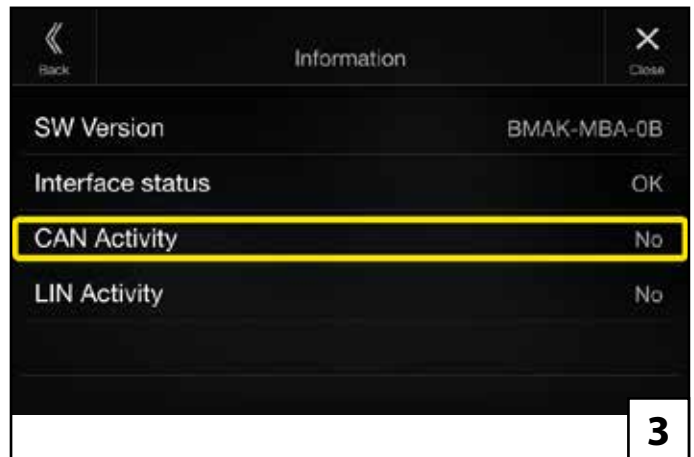 Back
Information
Close
SW Version BMAK-MBA-0B
Interface status OK
CAN Activity No
LIN Activity No
3